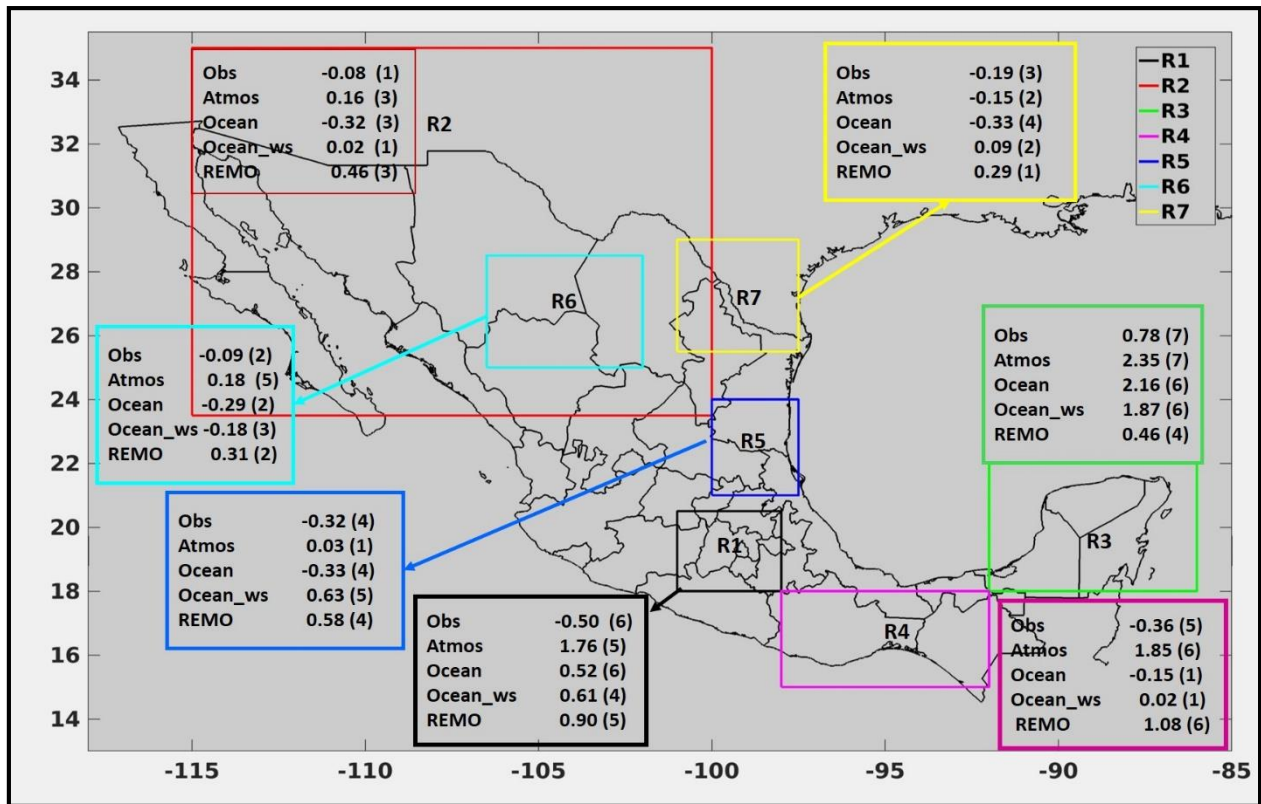 Obs -0.08 (1)
Atmos 0.16 (3)
Ocean -0.32 (3)
Ocean_ws 0.02 (1)
REMO 0.46 (3)
R2
Obs -0.19 (3)
Atmos -0.15 (2)
Ocean -0.33 (4)
Ocean_ws 0.09 (2)
REMO 0.29 (1)
R1
R2
R3
R4
R5
R6
R7
R6
R7
Obs -0.09 (2)
Atmos 0.18 (5)
Ocean -0.29 (2)
Ocean_ws -0.18 (3)
REMO 0.31 (2)
Obs 0.78 (7)
Atmos 2.35 (7)
Ocean 2.16 (6)
Ocean_ws 1.87 (6)
REMO 0.46 (4)
R5
Obs -0.32 (4)
Atmos 0.03 (1)
Ocean -0.33 (4)
Ocean_ws 0.63 (5)
REMO 0.58 (4)
R1
R3
R4
Obs -0.50 (6)
Atmos 1.76 (5)
Ocean 0.52 (6)
Ocean_ws 0.61 (4)
REMO 0.90 (5)
Obs -0.36 (5)
Atmos 1.85 (6)
Ocean -0.15 (1)
Ocean_ws 0.02 (1)
REMO 1.08 (6)
34
32
30
28
26
24
22
20
18
16
14
-115 -110 -105 -100 -95 -90 -85